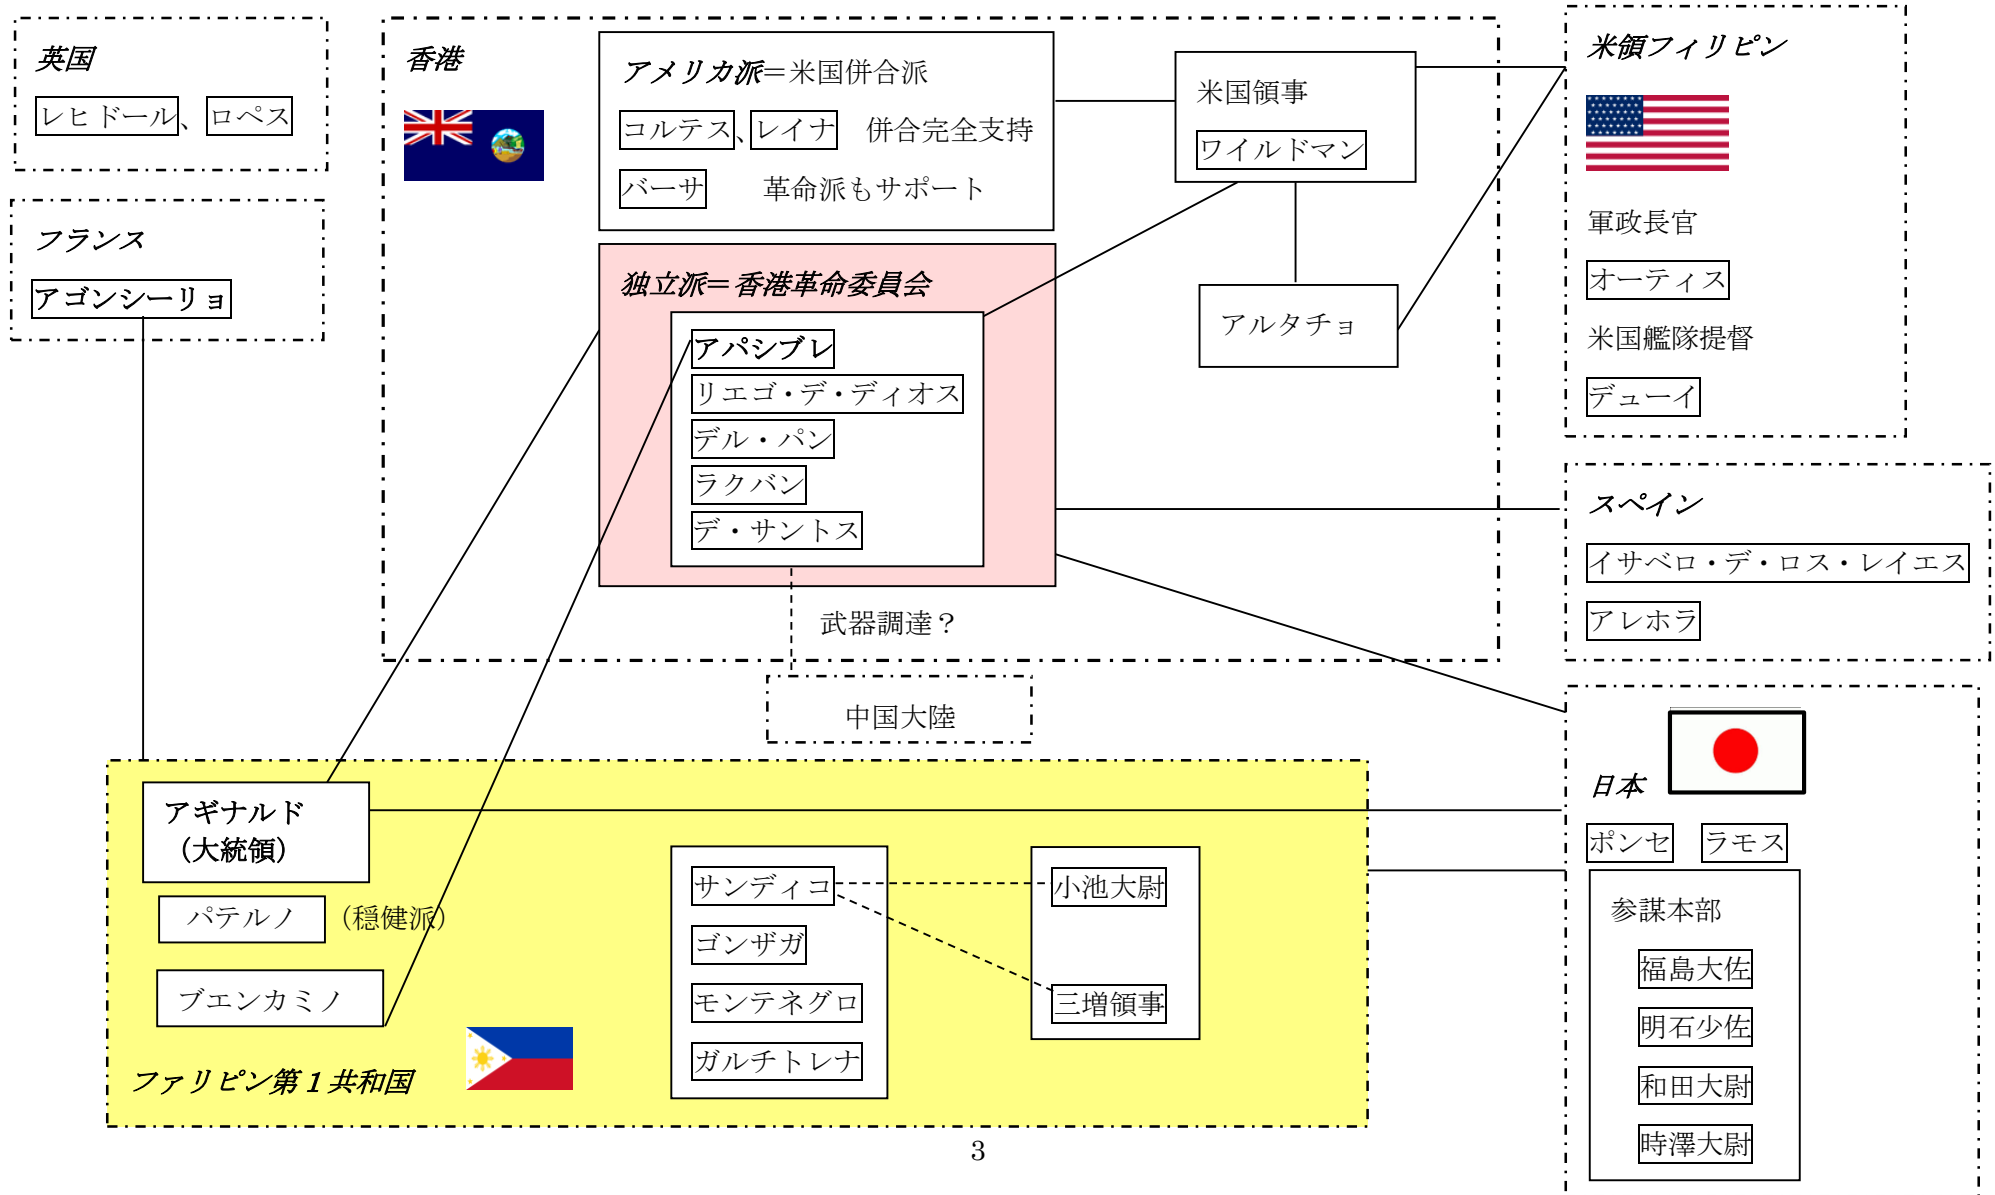 英国
レヒドール、ロペス
フランス
アゴンシーリョ
香港
アメリカ派＝米国併合派
コルテス、レイナ　併合完全支持
バーサ　革命派もサポート
独立派＝香港革命委員会
アパシブレ
リエゴ・デ・ディオス
デル・パン
ラクバン
デ・サントス
武器調達？
中国大陸
米国領事
ワイルドマン
アルタチョ
米領フィリピン
軍政長官
オーティス
米国艦隊提督
デューイ
スペイン
イサベロ・デ・ロス・レイエス
アレホラ
日本
ポンセ　ラモス
参謀本部
福島大佐
明石少佐
和田大尉
時澤大尉
アギナルド
（大統領）
パテルノ　（穏健派）
ブエンカミノ
ファリピン第１共和国
サンディコ
ゴンザガ
モンテネグロ
ガルチトレナ
小池大尉
三増領事
3